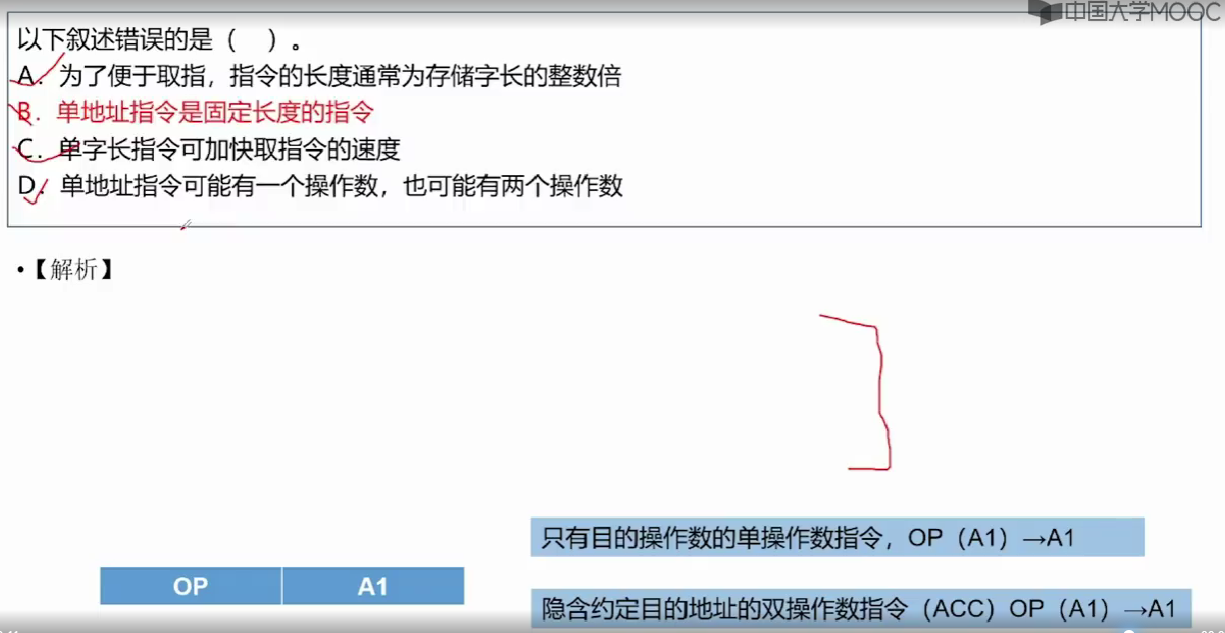 中国大学MOOC
以下叙述错误的是（ ）。
A．为了便于取指，指令的长度通常为存储字长的整数倍
B．单地址指令是固定长度的指令
C．单字长指令可加快取指令的速度
D．单地址指令可能有一个操作数，也可能有两个操作数
•【解析】
只有目的操作数的单操作数指令，OP（A1）→A1
OP A1
隐含约定目的地址的双操作数指令（ACC）OP（A1）→A1